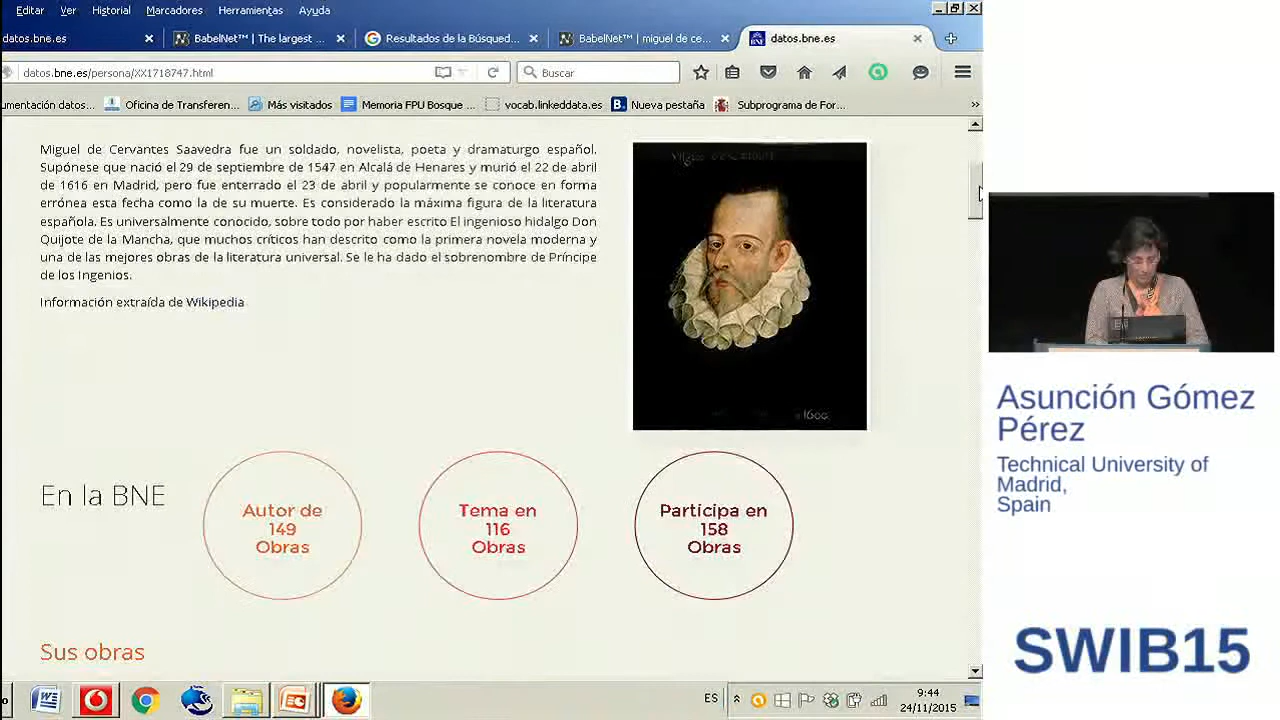 Editar Ver Historial Marcadores Herramientas Ayuda
datos.bne.es
BabelNet™ | The largest ...
Resultados de la Búsqued...
BabelNet™ | miguel de ce...
datos.bne.es
datos.bne.es/persona/XX1718747.html
Buscar
umentación datos...
Oficina de Transferen...
Más visitados
Memoria FPU Bosque ...
vocab.linkeddata.es
B. Nueva pestaña
Subprograma de For...
»
Miguel de Cervantes Saavedra fue un soldado, novelista, poeta y dramaturgo español.
Supónese que nació el 29 de septiembre de 1547 en Alcalá de Henares y murió el 22 de abril
de 1616 en Madrid, pero fue enterrado el 23 de abril y popularmente se conoce en forma
errónea esta fecha como la de su muerte. Es considerado la máxima figura de la literatura
española. Es universalmente conocido, sobre todo por haber escrito El ingenioso hidalgo Don
Quijote de la Mancha, que muchos críticos han descrito como la primera novela moderna y
una de las mejores obras de la literatura universal. Se le ha dado el sobrenombre de Príncipe
de los Ingenios.
Información extraída de Wikipedia
1600
En la BNE
Autor de
149
Obras
Tema en
116
Obras
Participa en
158
Obras
Sus obras
ES
9:44
24/11/2015
Asunción Gómez
Pérez
Technical University of
Madrid,
Spain
SWIB15